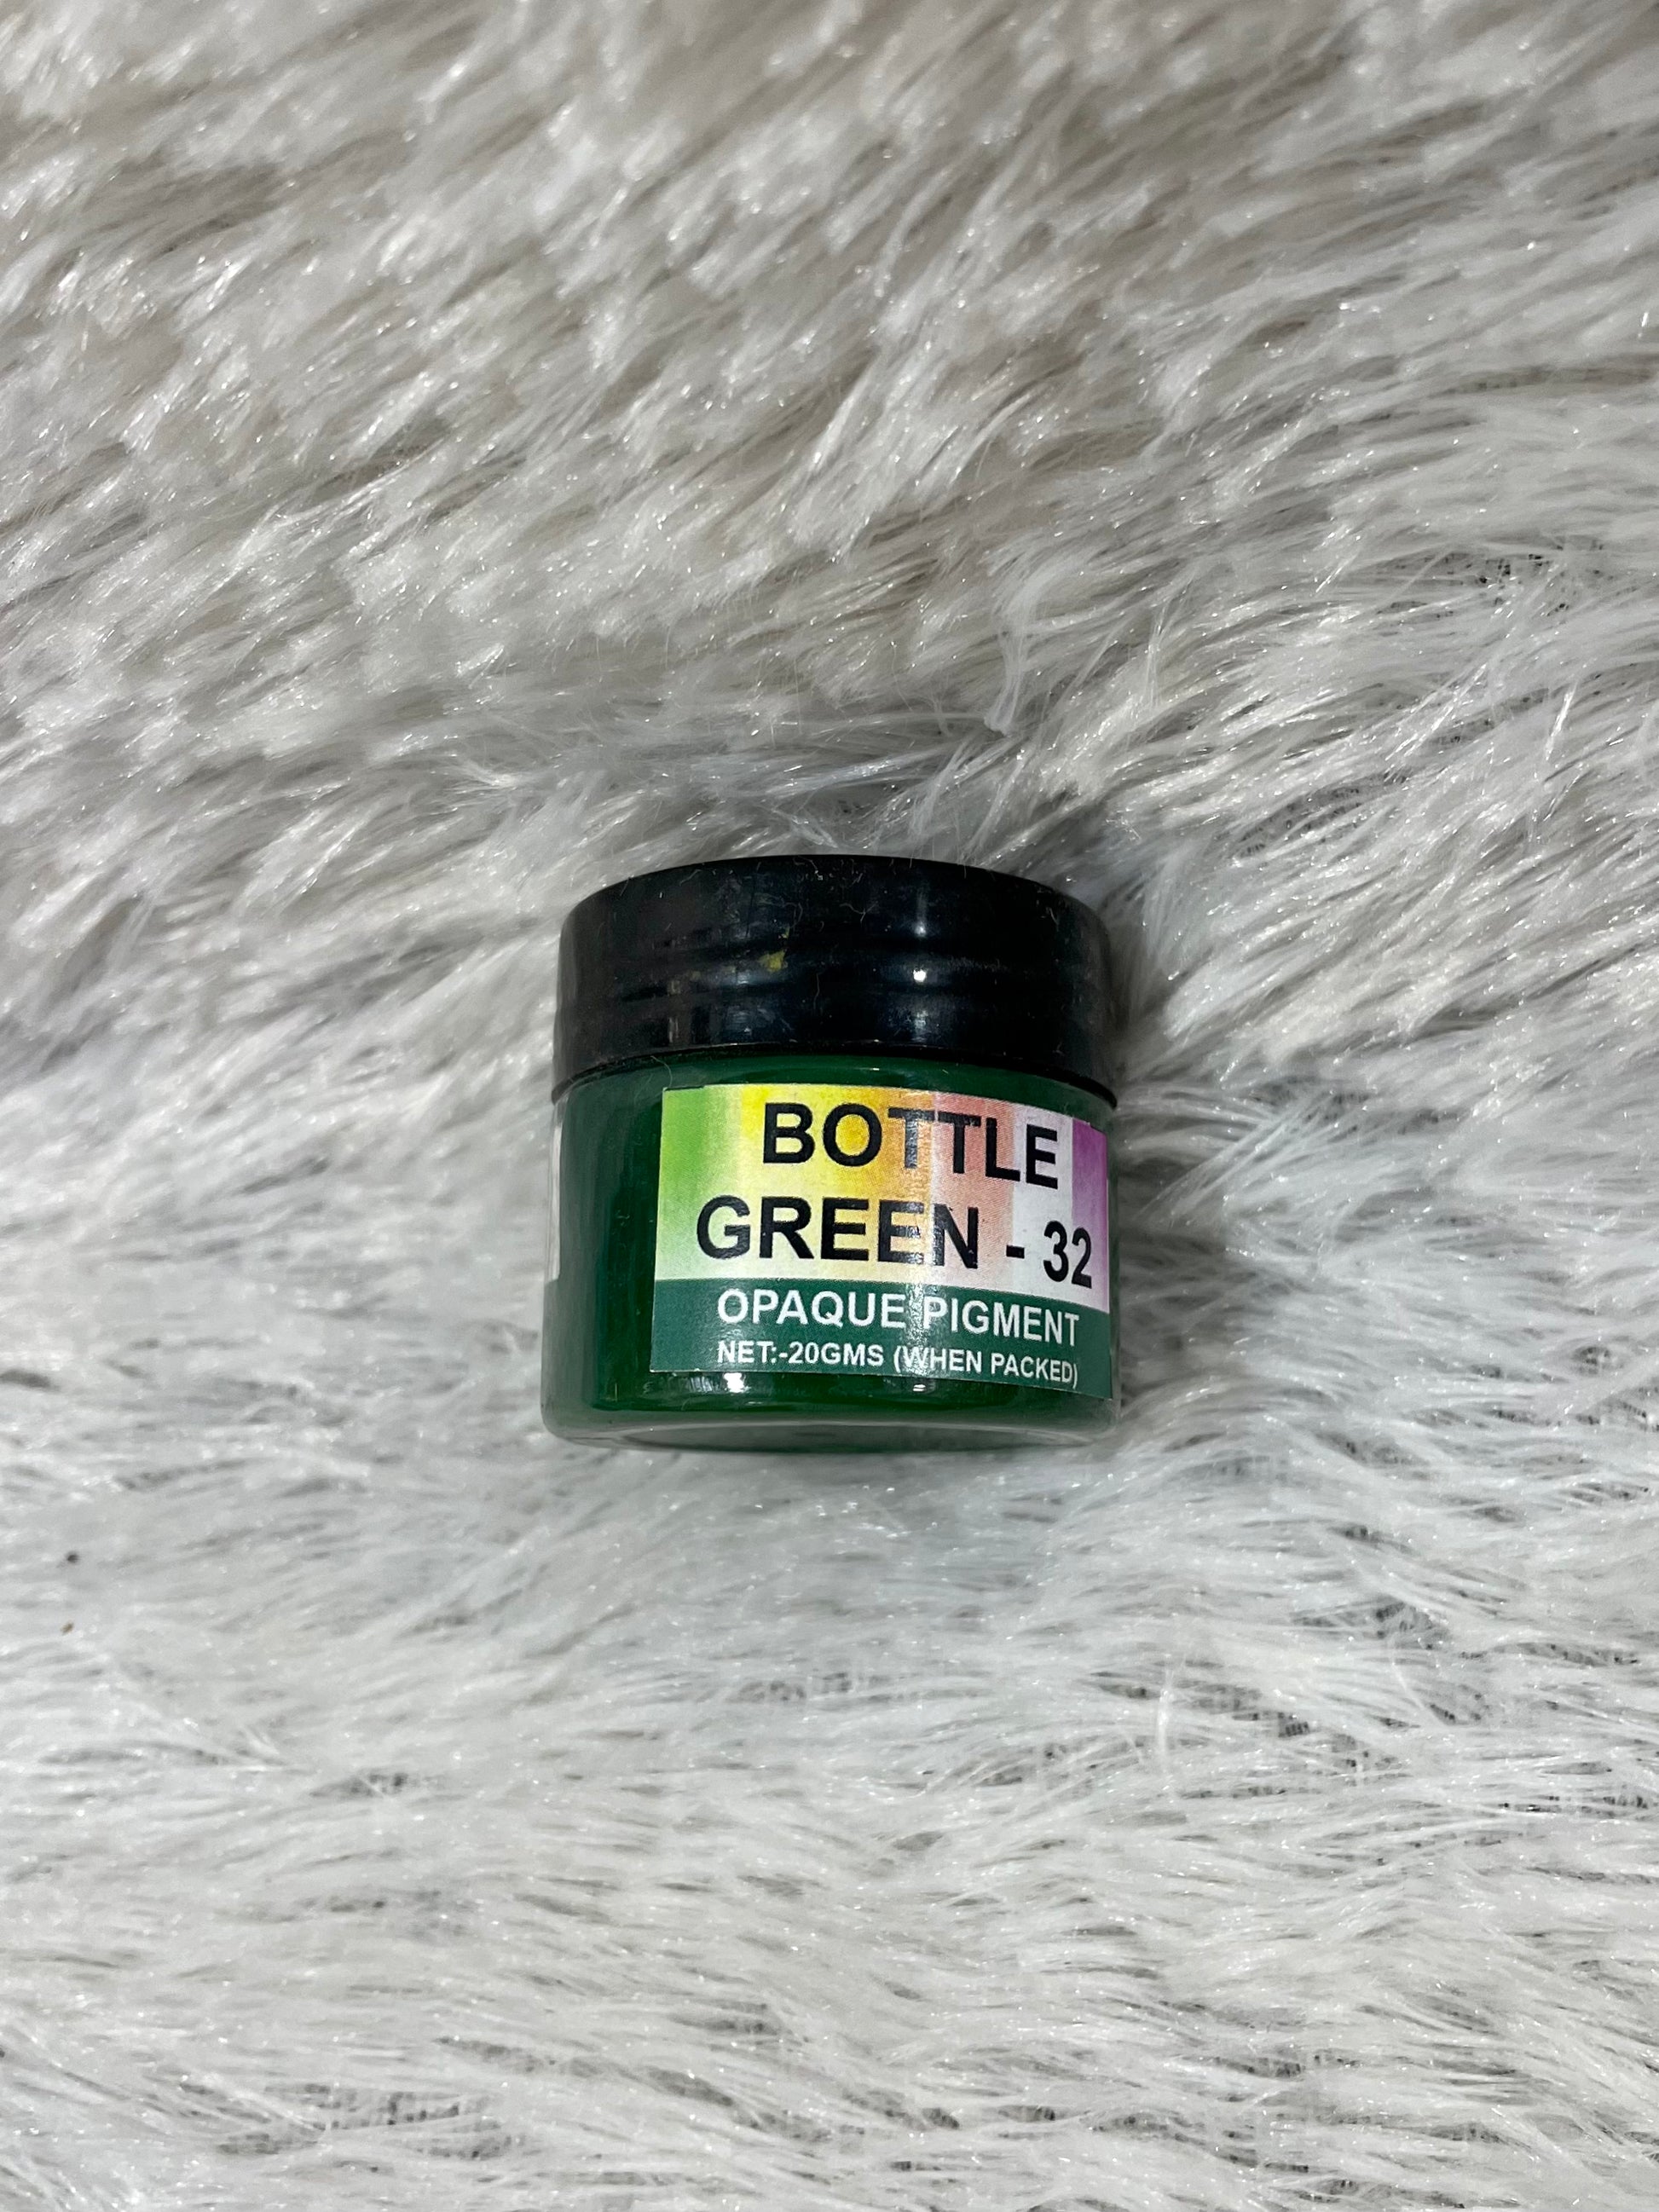 BOTTLE
GREEN - 32
OPAQUE PIGMENT
NET:-20GMS (WHEN PACKED)